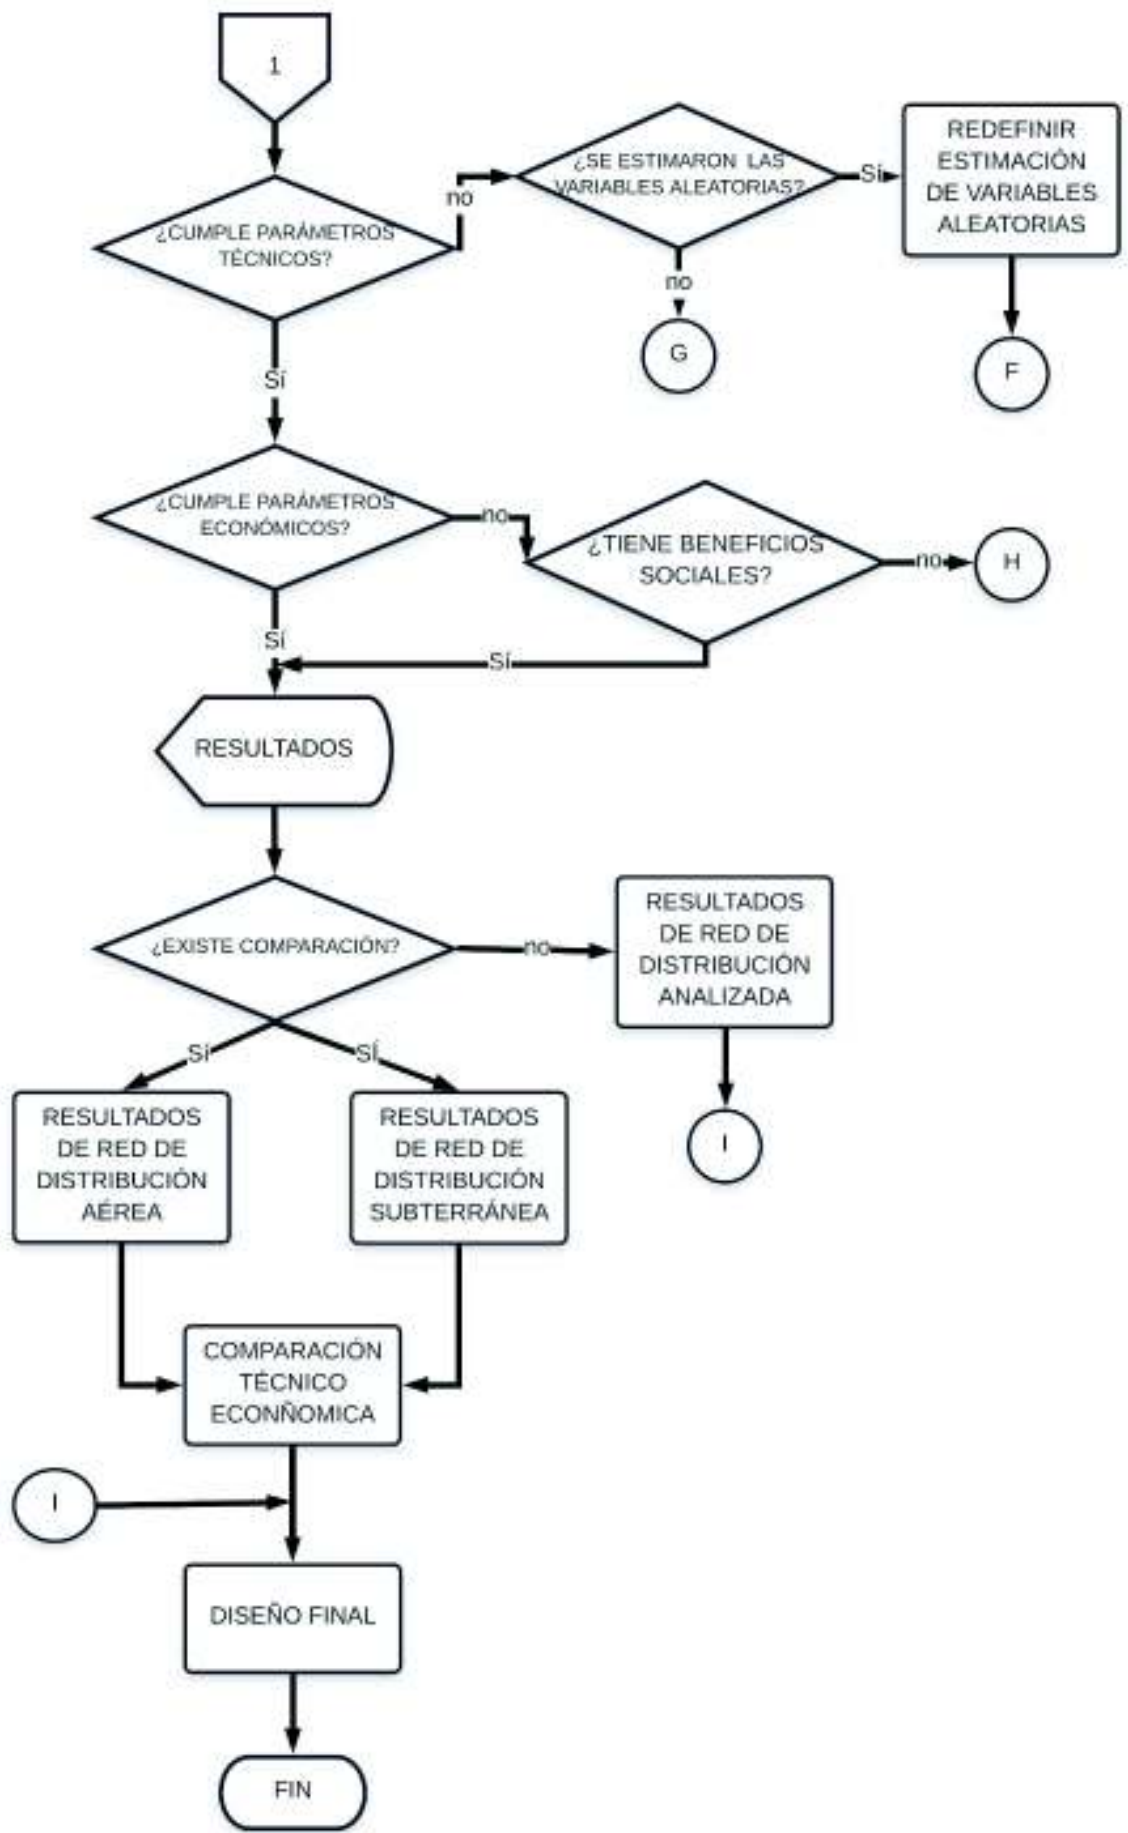 1
¿CUMPLE PARÁMETROS
TÉCNICOS?
no
¿SE ESTIMARON LAS
VARIABLES ALEATORIAS?
Sí
REDEFINIR
ESTIMACIÓN
DE VARIABLES
ALEATORIAS
no
G
F
Sí
¿CUMPLE PARÁMETROS
ECONÓMICOS?
no
¿TIENE BENEFICIOS
SOCIALES?
no
H
Sí
Sí
RESULTADOS
¿EXISTE COMPARACIÓN?
no
RESULTADOS
DE RED DE
DISTRIBUCIÓN
ANALIZADA
I
Sí
SÍ
RESULTADOS
DE RED DE
DISTRIBUCIÓN
AÉREA
RESULTADOS
DE RED DE
DISTRIBUCIÓN
SUBTERRÁNEA
COMPARACIÓN
TÉCNICO
ECONÑOMICA
I
DISEÑO FINAL
FIN